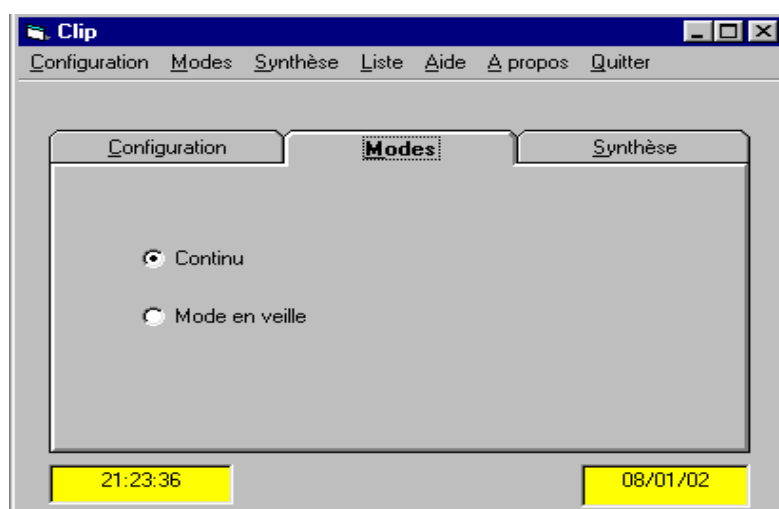 Clip
Configuration Modes Synthèse Liste Aide A propos Quitter
Configuration Modes Synthèse
Continu
Mode en veille
21:23:36 08/01/02